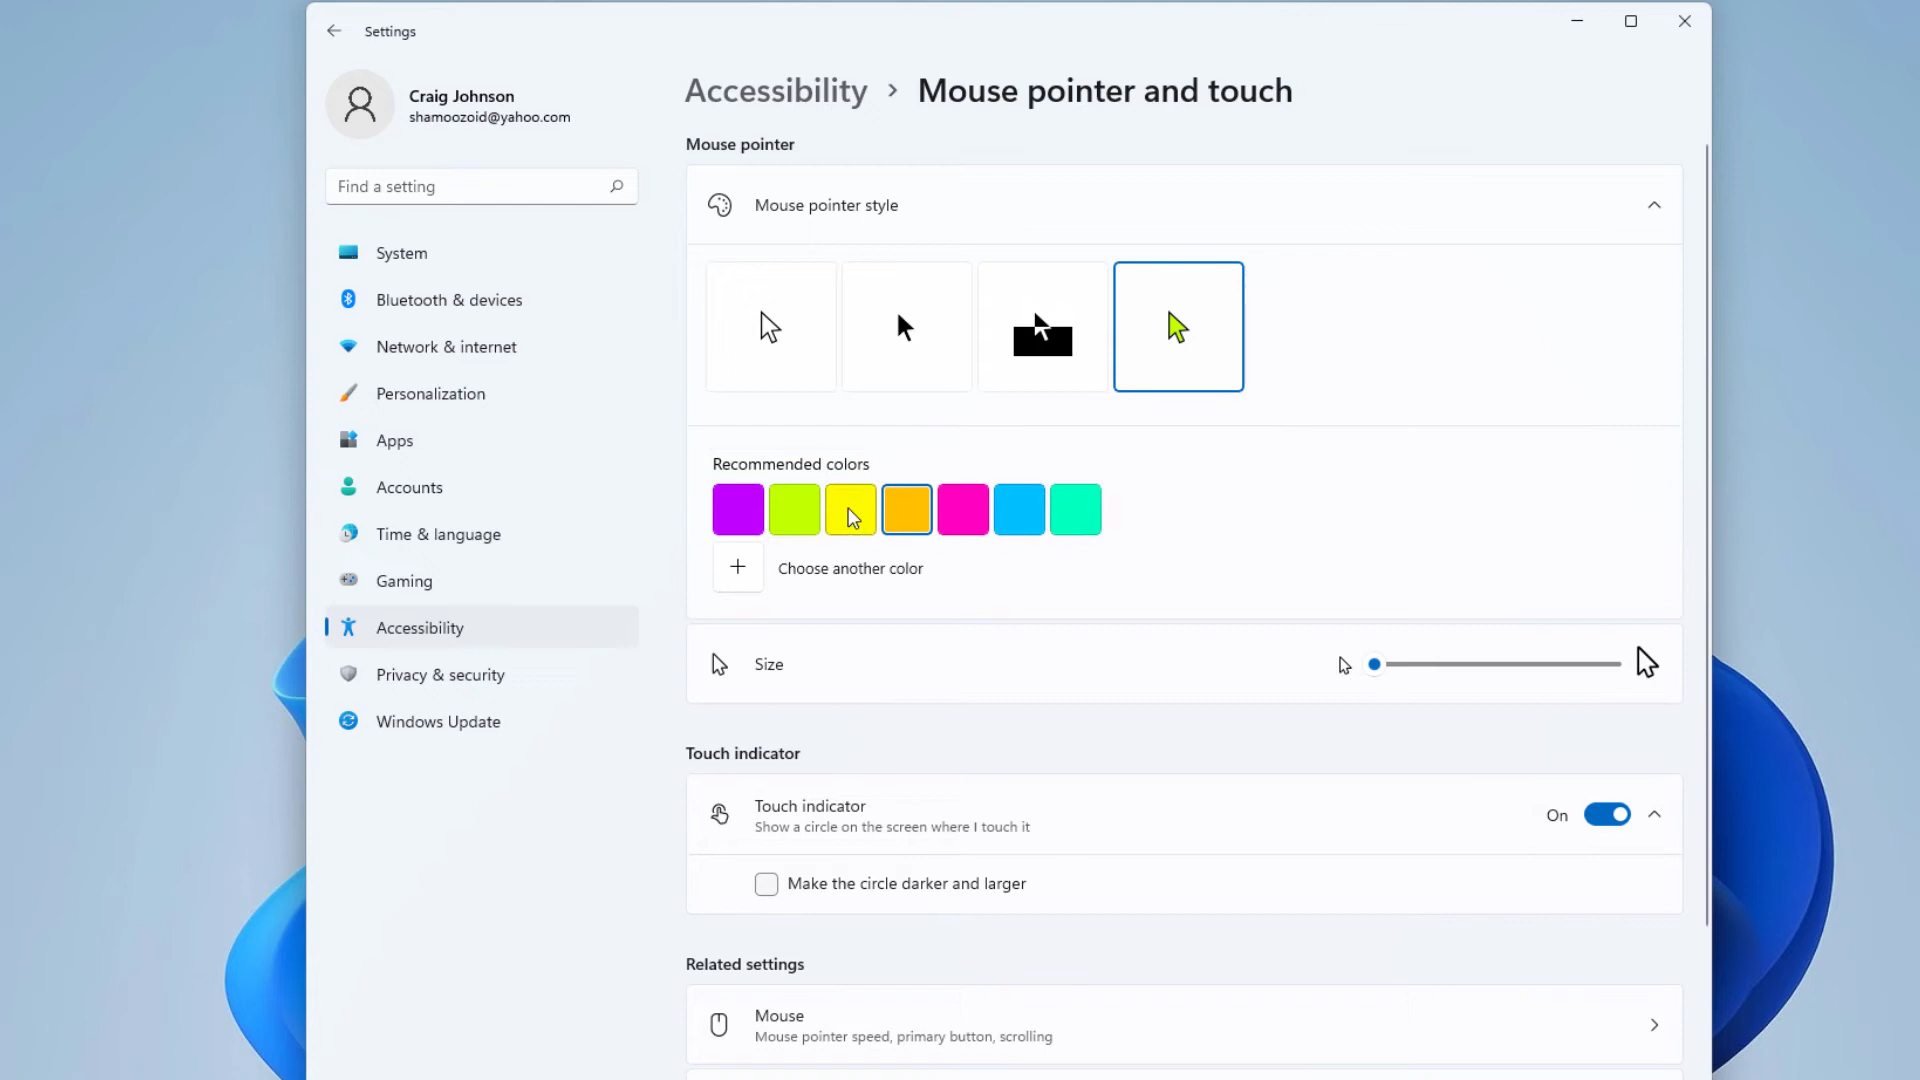 Settings
Craig Johnson
shamoozoid@yahoo.com
Find a setting
System
Bluetooth & devices
Network & internet
Personalization
Apps
Accounts
Time & language
Gaming
Accessibility
Privacy & security
Windows Update
Accessibility > Mouse pointer and touch
Mouse pointer
Mouse pointer style
Recommended colors
Choose another color
Size
Touch indicator
Touch indicator
Show a circle on the screen where I touch it
On
Make the circle darker and larger
Related settings
Mouse
Mouse pointer speed, primary button, scrolling